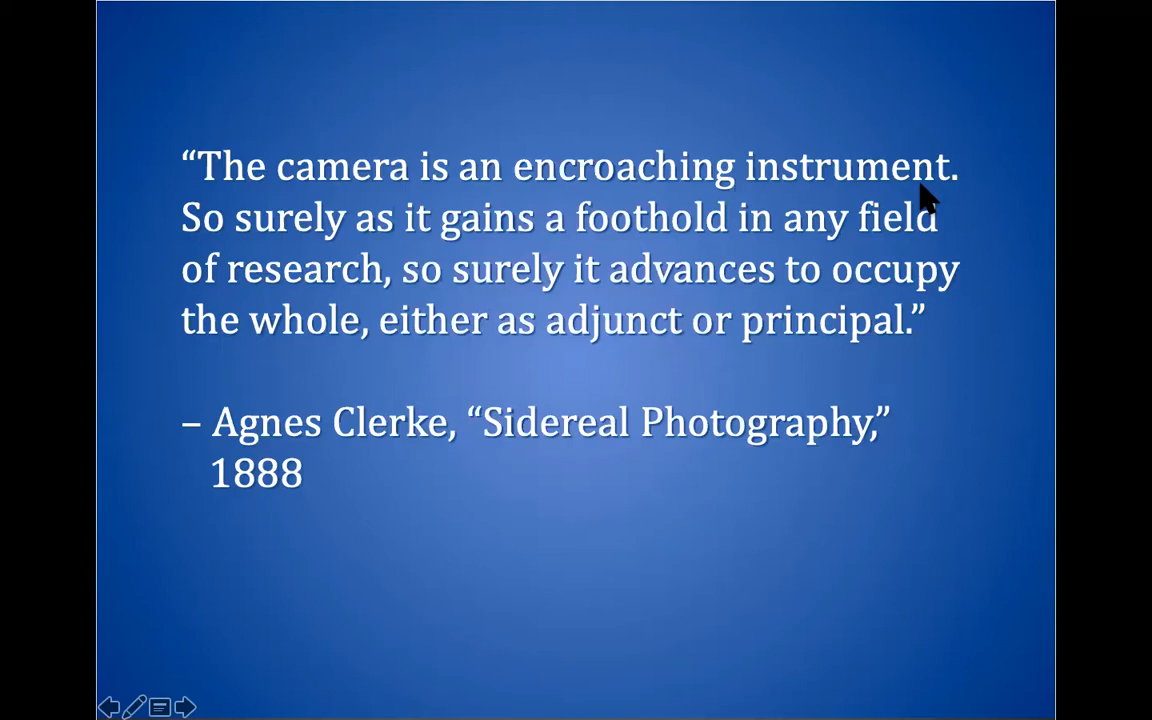 “The camera is an encroaching instrument.
So surely as it gains a foothold in any field
of research, so surely it advances to occupy
the whole, either as adjunct or principal.”
– Agnes Clerke, “Sidereal Photography,”
1888